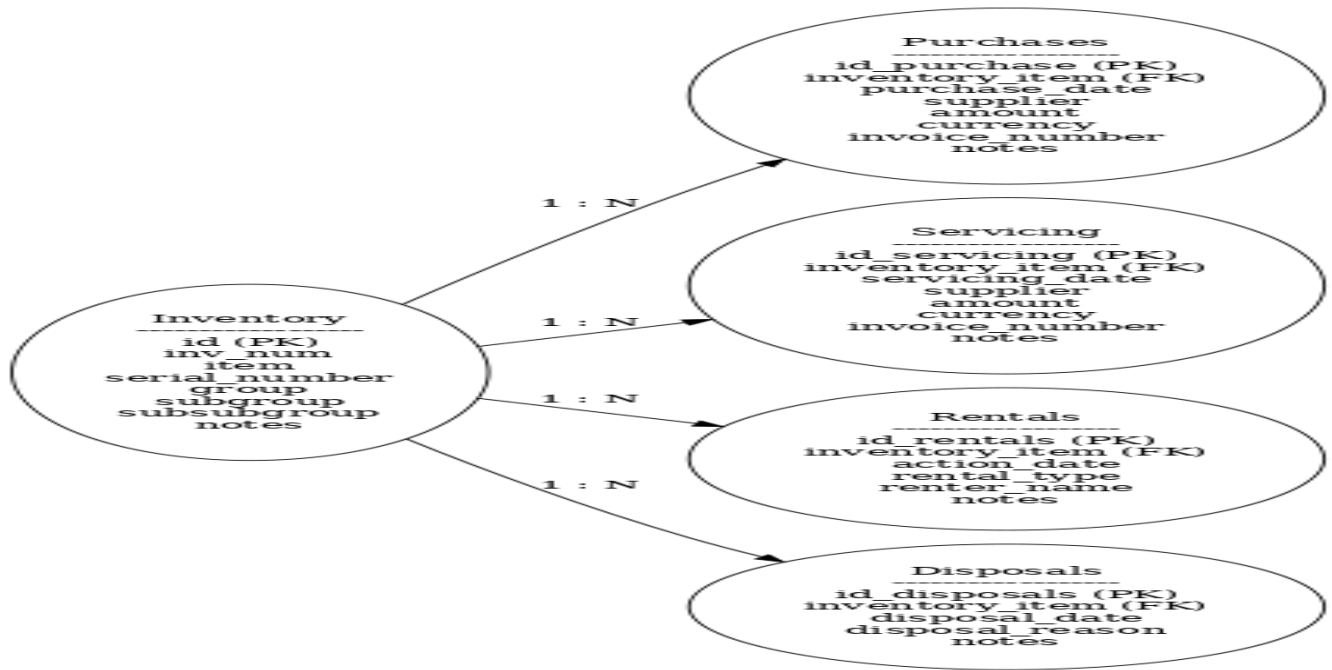 Purchases
--------------------
id_purchase (PK)
inventory_item (FK)
purchase_date
supplier
amount
currency
invoice_number
notes
1 : N
Servicing
--------------------
id_servicing (PK)
inventory_item (FK)
servicing_date
supplier
amount
currency
invoice_number
notes
1 : N
Inventory
--------------------
id (PK)
inv_num
item
serial_number
group
subgroup
subsubgroup
notes
1 : N
Rentals
--------------------
id_rentals (PK)
inventory_item (FK)
action_date
rental_type
renter_name
notes
1 : N
Disposals
--------------------
id_disposals (PK)
inventory_item (FK)
disposal_date
disposal_reason
notes